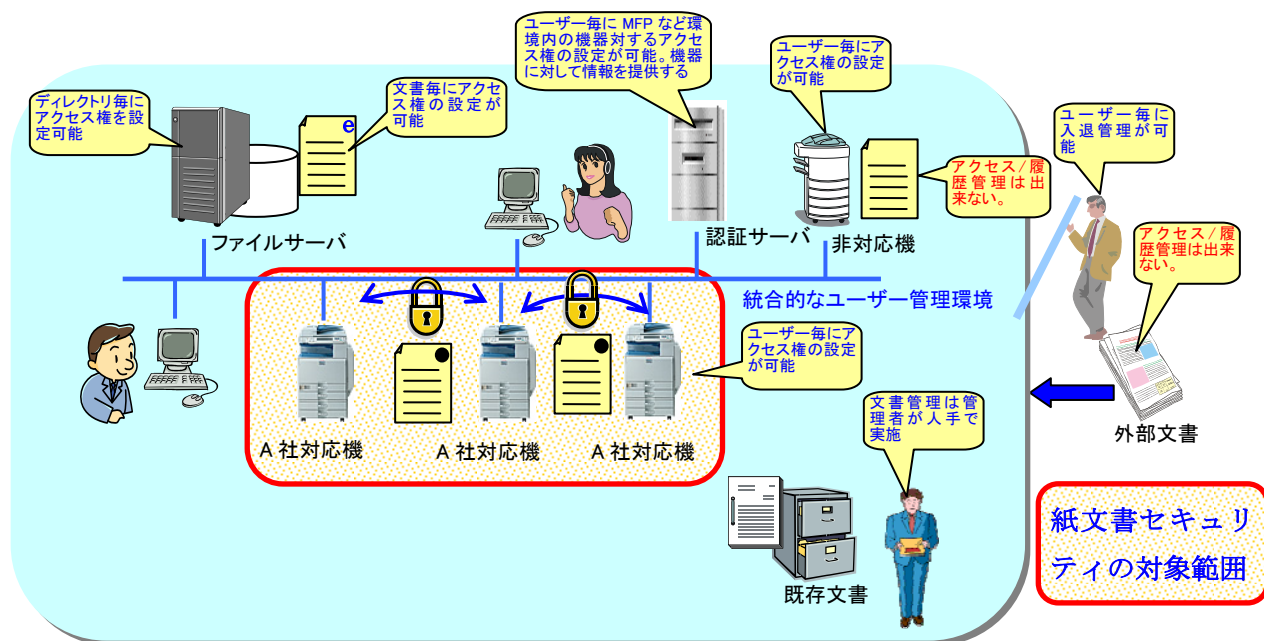 ユーザー毎に MFP など環
境内の機器対するアクセ
ス権の設定が可能。機器
に対して情報を提供する
ユーザー毎にア
クセス権の設定
が可能
ディレクトリ毎に
アクセス権を設
定可能
文書毎にアクセ
ス権の設定が
可能
e
ユーザー毎に
入退管理が可
能
アクセス/履
歴管理は出
来ない。
アクセス/履
歴管理は出来
ない。
ファイルサーバ
認証サーバ
非対応機
統合的なユーザー管理環境
ユーザー毎にア
クセス権の設定
が可能
A 社対応機
A 社対応機
A 社対応機
文書管理は管
理者が人手で
実施
外部文書
既存文書
紙文書セキュリ
ティの対象範囲